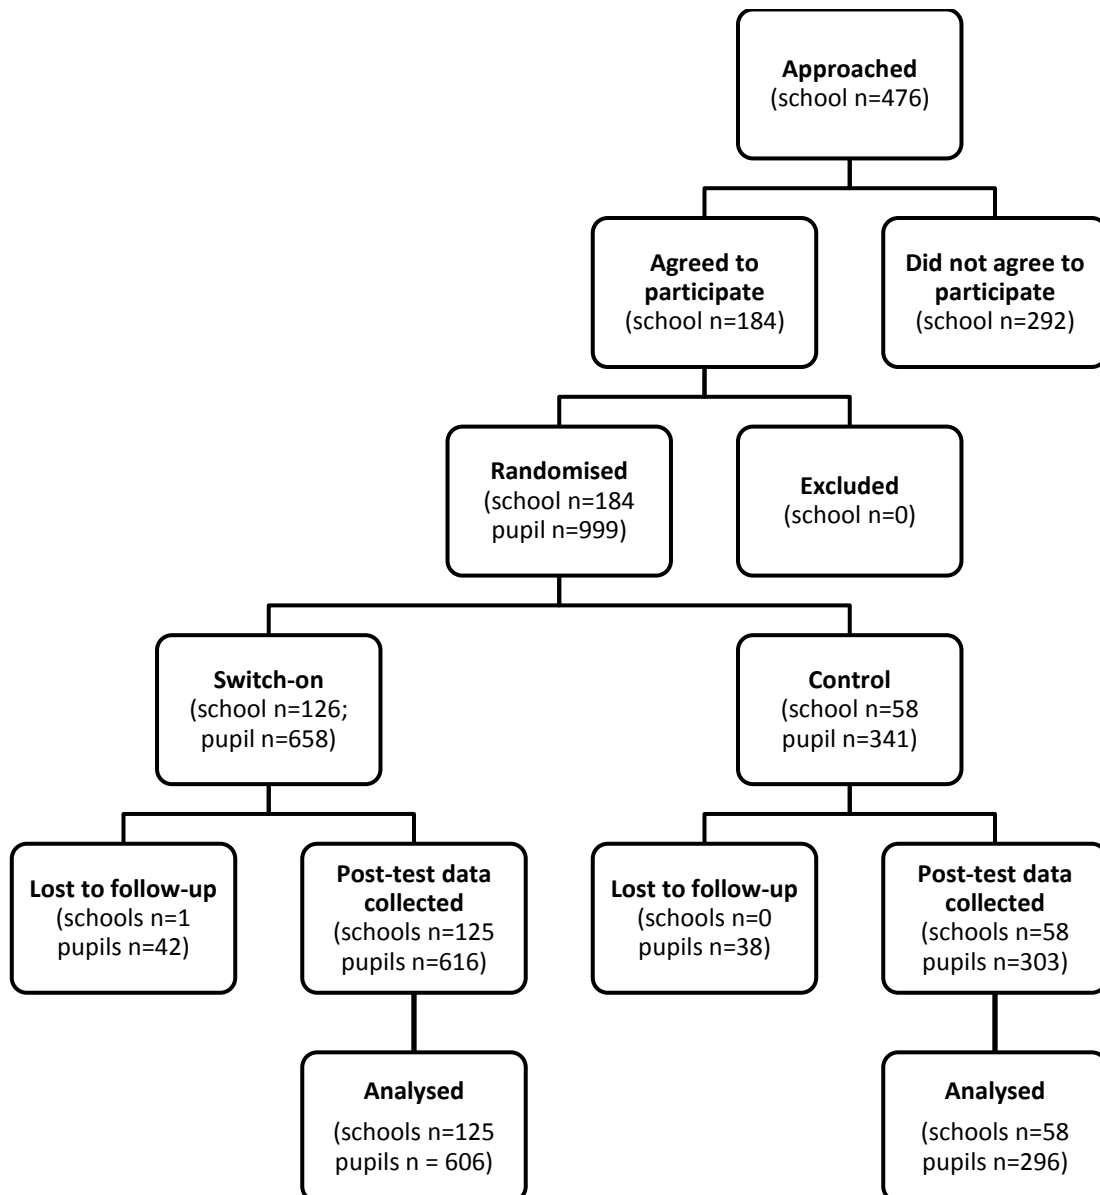 Approached
(school n=476)
Agreed to
participate
(school n=184)
Did not agree to
participate
(school n=292)
Randomised
(school n=184
pupil n=999)
Excluded
(school n=0)
Switch-on
(school n=126;
pupil n=658)
Control
(school n=58
pupil n=341)
Lost to follow-up
(schools n=1
pupils n=42)
Post-test data
collected
(schools n=125
pupils n=616)
Lost to follow-up
(schools n=0
pupils n=38)
Post-test data
collected
(schools n=58
pupils n=303)
Analysed
(schools n=125
pupils n = 606)
Analysed
(schools n=58
pupils n=296)